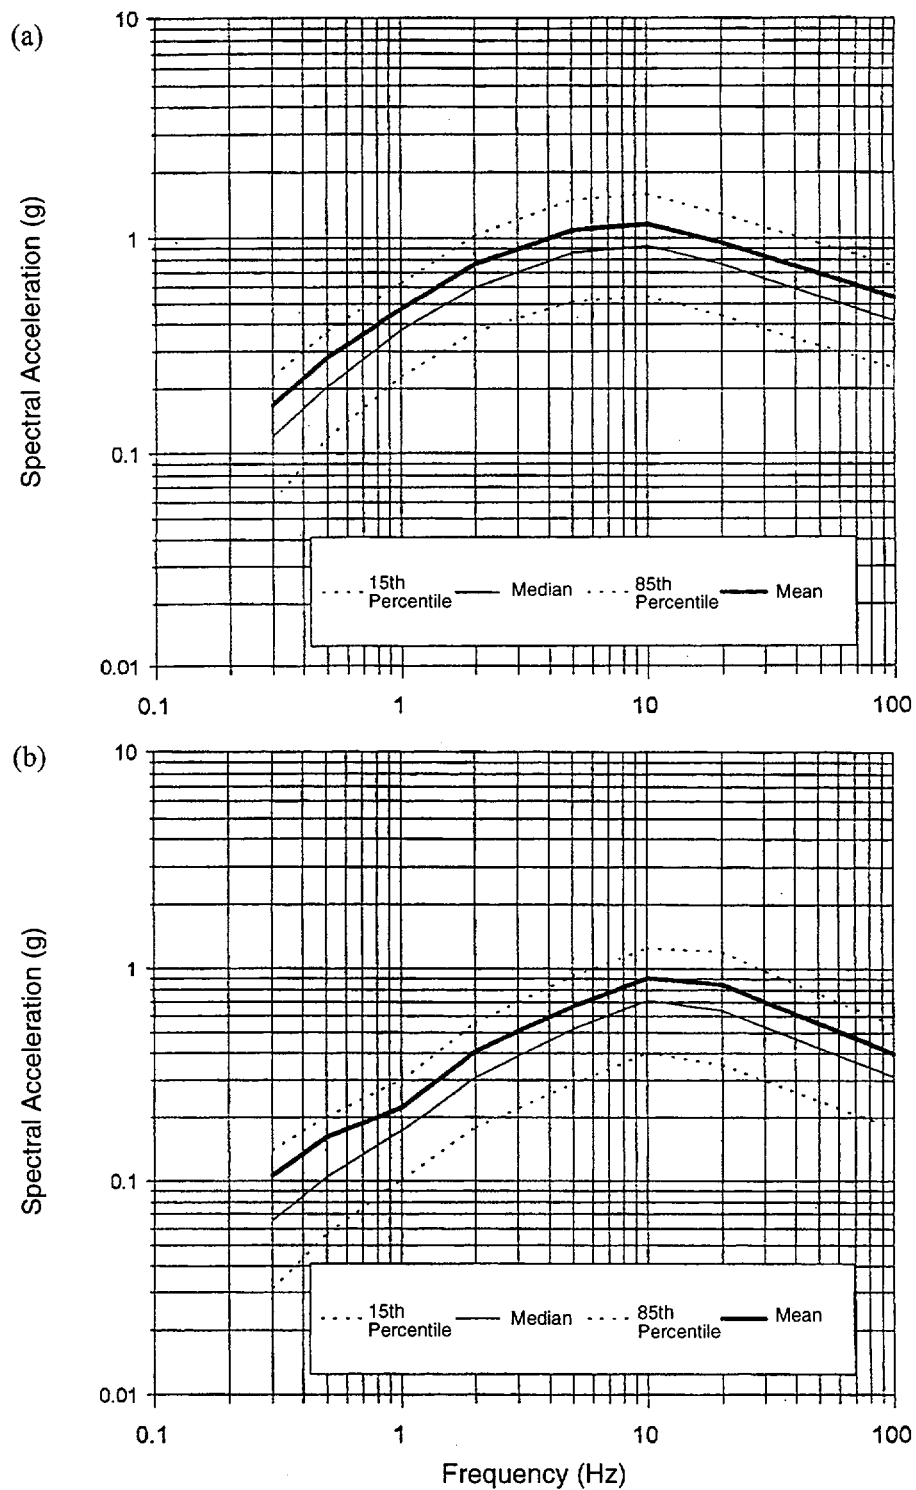 (a)
10
1
0.1
0.01
Spectral Acceleration (g)
15th
Percentile
Median
85th
Percentile
Mean
0.1
1
10
100
(b)
10
1
0.1
0.01
Spectral Acceleration (g)
15th
Percentile
Median
85th
Percentile
Mean
0.1
1
10
100
Frequency (Hz)